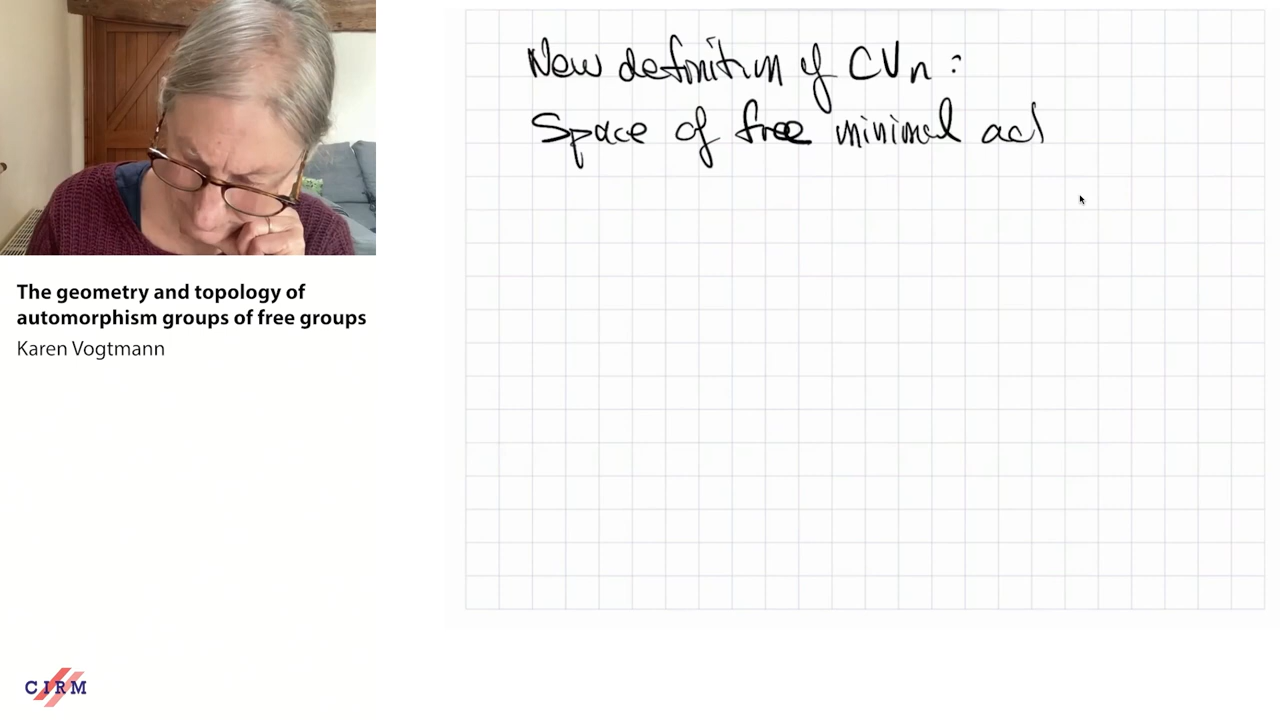 New definition of CVn :
Space of free minimal act
The geometry and topology of
automorphism groups of free groups
Karen Vogtmann
CIRM